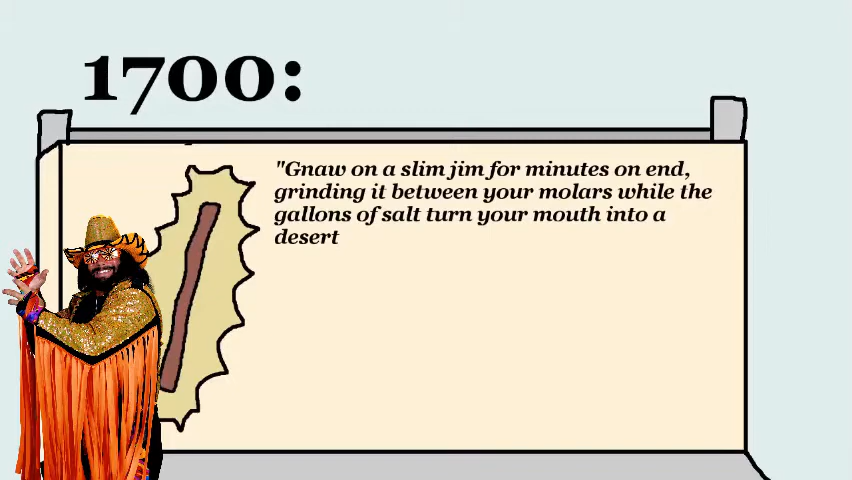 1700:
"Gnaw on a slim jim for minutes on end,
grinding it between your molars while the
gallons of salt turn your mouth into a
desert